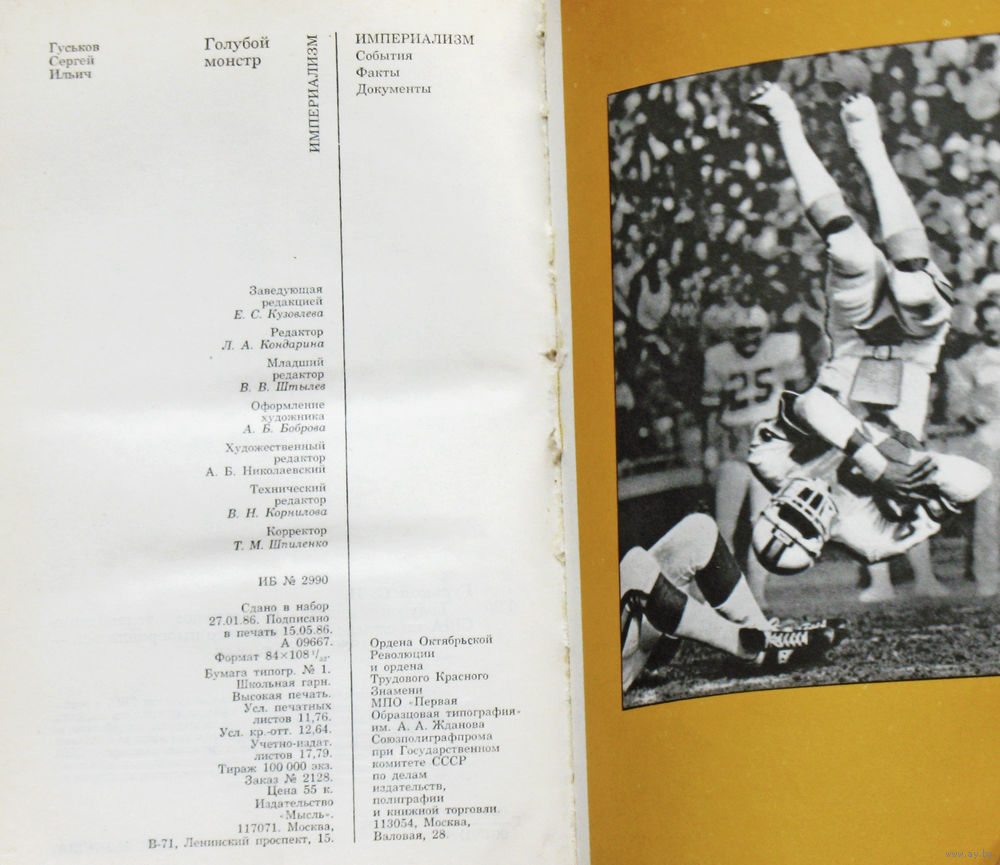 Гуськов
Сергей
Ильич
Голубой
монстр
ИМПЕРИАЛИЗМ
ИМПЕРИАЛИЗМ
События
Факты
Документы
Заведующая
редакцией
Е. С. Кузовлева
Редактор
Л. А. Кондарина
Младший
редактор
В. В. Штылев
Оформление
художника
А. Б. Боброва
Художественный
редактор
А. Б. Николаевский
Технический
редактор
В. Н. Корнилова
Корректор
Т. М. Шпиленко
ИБ № 2990
Сдано в набор
27.01.86. Подписано
в печать 15.05.86.
А 09667.
Формат 84×108 1/32.
Бумага типогр. № 1.
Школьная гарн.
Высокая печать.
Усл. печатных
листов 11,76.
Усл. кр.-отт. 12,64.
Учетно-издат.
листов 17,79.
Тираж 100 000 экз.
Заказ № 2128.
Цена 55 к.
Издательство
«Мысль».
117071. Москва,
В-71, Ленинский проспект, 15.
Ордена Октябрьской
Революции
и ордена
Трудового Красного
Знамени
МПО «Первая
Образцовая типография»
им. А. А. Жданова
Союзполиграфпрома
при Государственном
комитете СССР
по делам
издательств,
полиграфии
и книжной торговли.
113054, Москва,
Валовая, 28
25
www.ay.by